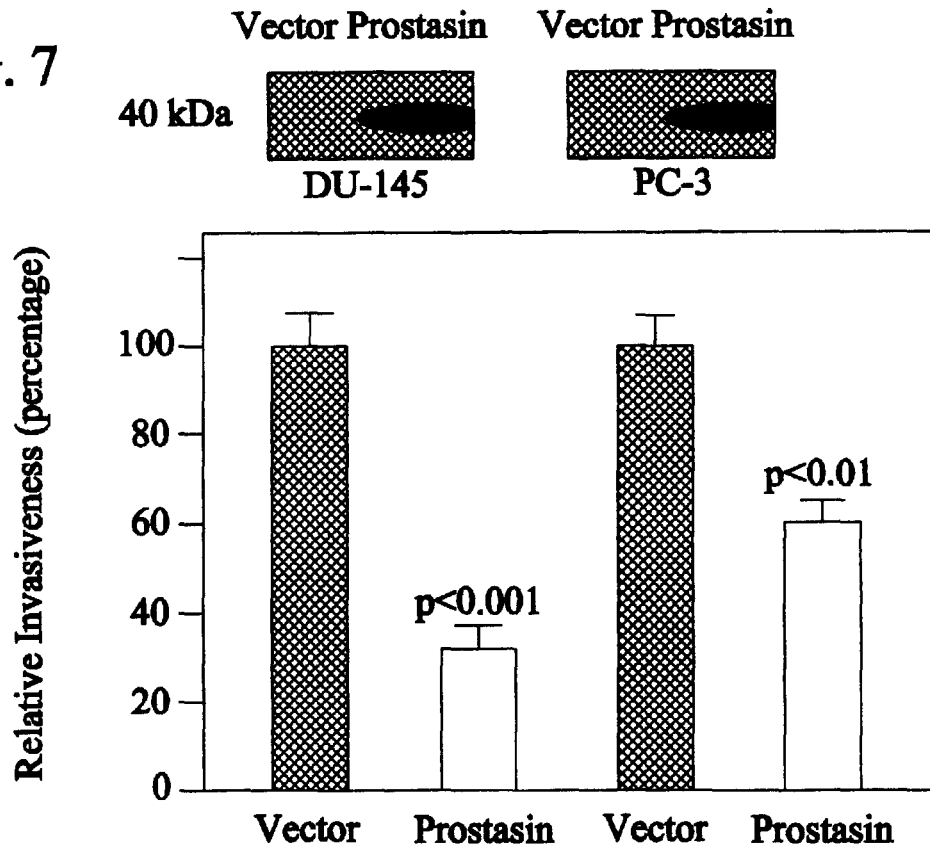 . 7
Vector Prostasin Vector Prostasin
40 kDa
DU-145 PC-3
Relative Invasiveness (percentage)
100
80
60
40
20
0
p<0.001
p<0.01
Vector Prostasin Vector Prostasin